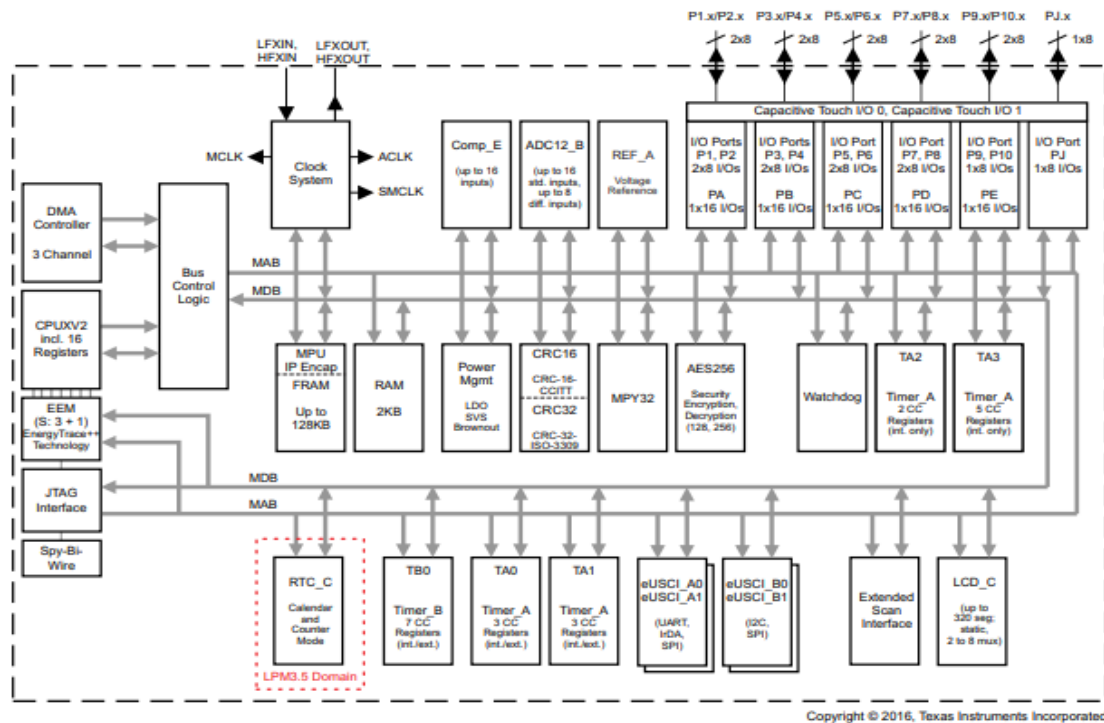 P1.x/P2.x P3.x/P4.x P5.x/P6.x P7.x/P8.x P9.x/P10.x PJ.x
2x8 2x8 2x8 2x8 2x8 1x8
LFXIN,
HFXIN
LFXOUT,
HFXOUT
Capacitive Touch I/O 0, Capacitive Touch I/O 1
MCLK
Clock
System
ACLK
SMCLK
Comp_E
(up to 16
inputs)
ADC12_B
(up to 16
std. inputs,
up to 8
diff. inputs)
REF_A
Voltage
Reference
I/O Ports
P1, P2
2x8 I/Os
PA
1x16 I/Os
I/O Ports
P3, P4
2x8 I/Os
PB
1x16 I/Os
I/O Port
P5, P6
2x8 I/Os
PC
1x16 I/Os
I/O Ports
P7, P8
2x8 I/Os
PD
1x16 I/Os
I/O Ports
P9, P10
1x8 I/Os
PE
1x16 I/Os
I/O Port
PJ
1x8 I/Os
DMA
Controller
3 Channel
Bus
Control
Logic
MAB
MDB
CPUXV2
incl. 16
Registers
MPU
IP Encap
FRAM
Up to
128KB
RAM
2KB
Power
Mgmt
LDO
SVS
Brownout
CRC16
CRC-16-
CCITT
CRC32
CRC-32-
ISO-3309
MPY32
AES256
Security
Encryption,
Decryption
(128, 256)
Watchdog
TA2
Timer_A
2 CC
Registers
(int. only)
TA3
Timer_A
5 CC
Registers
(int. only)
EEM
(S: 3 + 1)
EnergyTrace++
Technology
MDB
JTAG
Interface
MAB
Spy-Bi-
Wire
RTC_C
Calendar
and
Counter
Mode
LPM3.5 Domain
TB0
Timer_B
7 CC
Registers
(int./ext.)
TA0
Timer_A
3 CC
Registers
(int./ext.)
TA1
Timer_A
3 CC
Registers
(int./ext.)
eUSCI_A0
eUSCI_A1
(UART,
IrDA,
SPI)
eUSCI_B0
eUSCI_B1
(I2C,
SPI)
Extended
Scan
Interface
LCD_C
(up to
320 seg;
static,
2 to 8 mux)
Copyright © 2016, Texas Instruments Incorporated